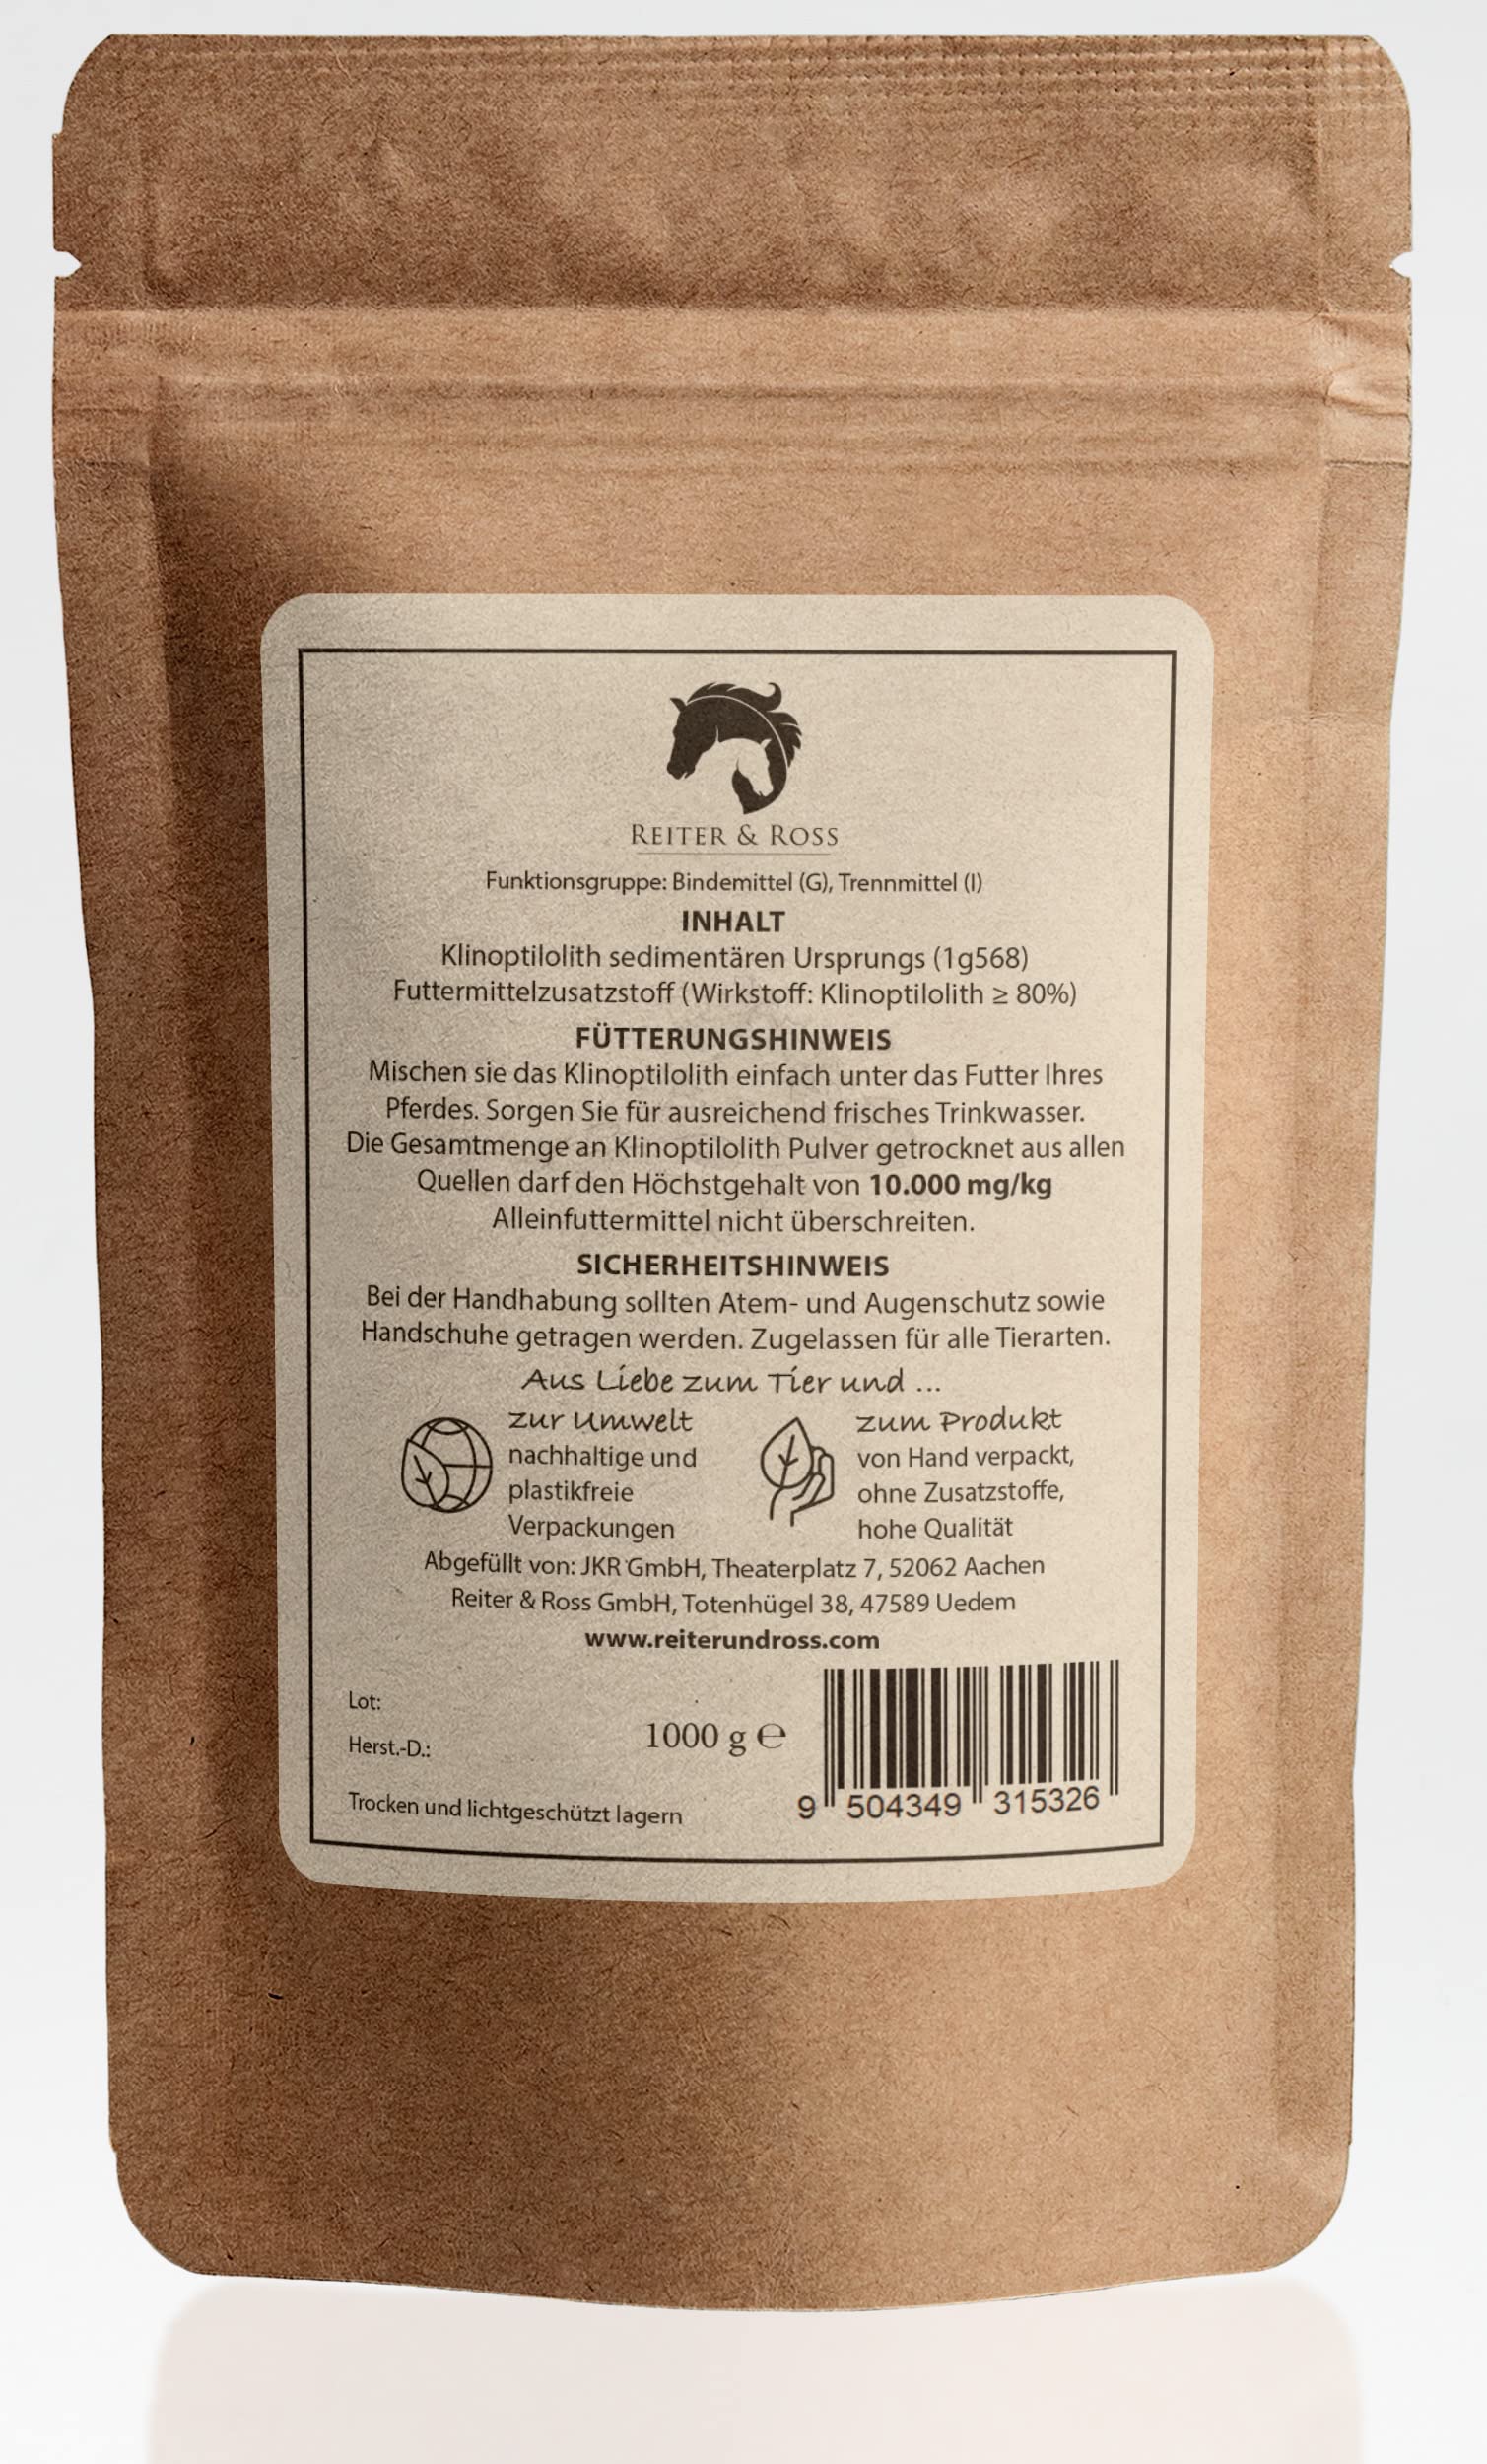 REITER & ROSS
Funktionsgruppe: Bindemittel (G), Trennmittel (I)
INHALT
Klinoptilolith sedimentären Ursprungs (1g568)
Futtermittelzusatzstoff (Wirkstoff: Klinoptilolith ≥ 80%)
FÜTTERUNGSHINWEIS
Mischen sie das Klinoptilolith einfach unter das Futter Ihres
Pferdes. Sorgen Sie für ausreichend frisches Trinkwasser.
Die Gesamtmenge an Klinoptilolith Pulver getrocknet aus allen
Quellen darf den Höchstgehalt von 10.000 mg/kg
Alleinfuttermittel nicht überschreiten.
SICHERHEITSHINWEIS
Bei der Handhabung sollten Atem- und Augenschutz sowie
Handschuhe getragen werden. Zugelassen für alle Tierarten.
Aus Liebe zum Tier und ...
zur Umwelt
nachhaltige und
plastikfreie
Verpackungen
zum Produkt
von Hand verpackt,
ohne Zusatzstoffe,
hohe Qualität
Abgefüllt von: JKR GmbH, Theaterplatz 7, 52062 Aachen
Reiter & Ross GmbH, Totenhügel 38, 47589 Uedem
www.reiterundross.com
Lot:
Herst.-D.:
1000 g ℮
Trocken und lichtgeschützt lagern
9 504349 315326